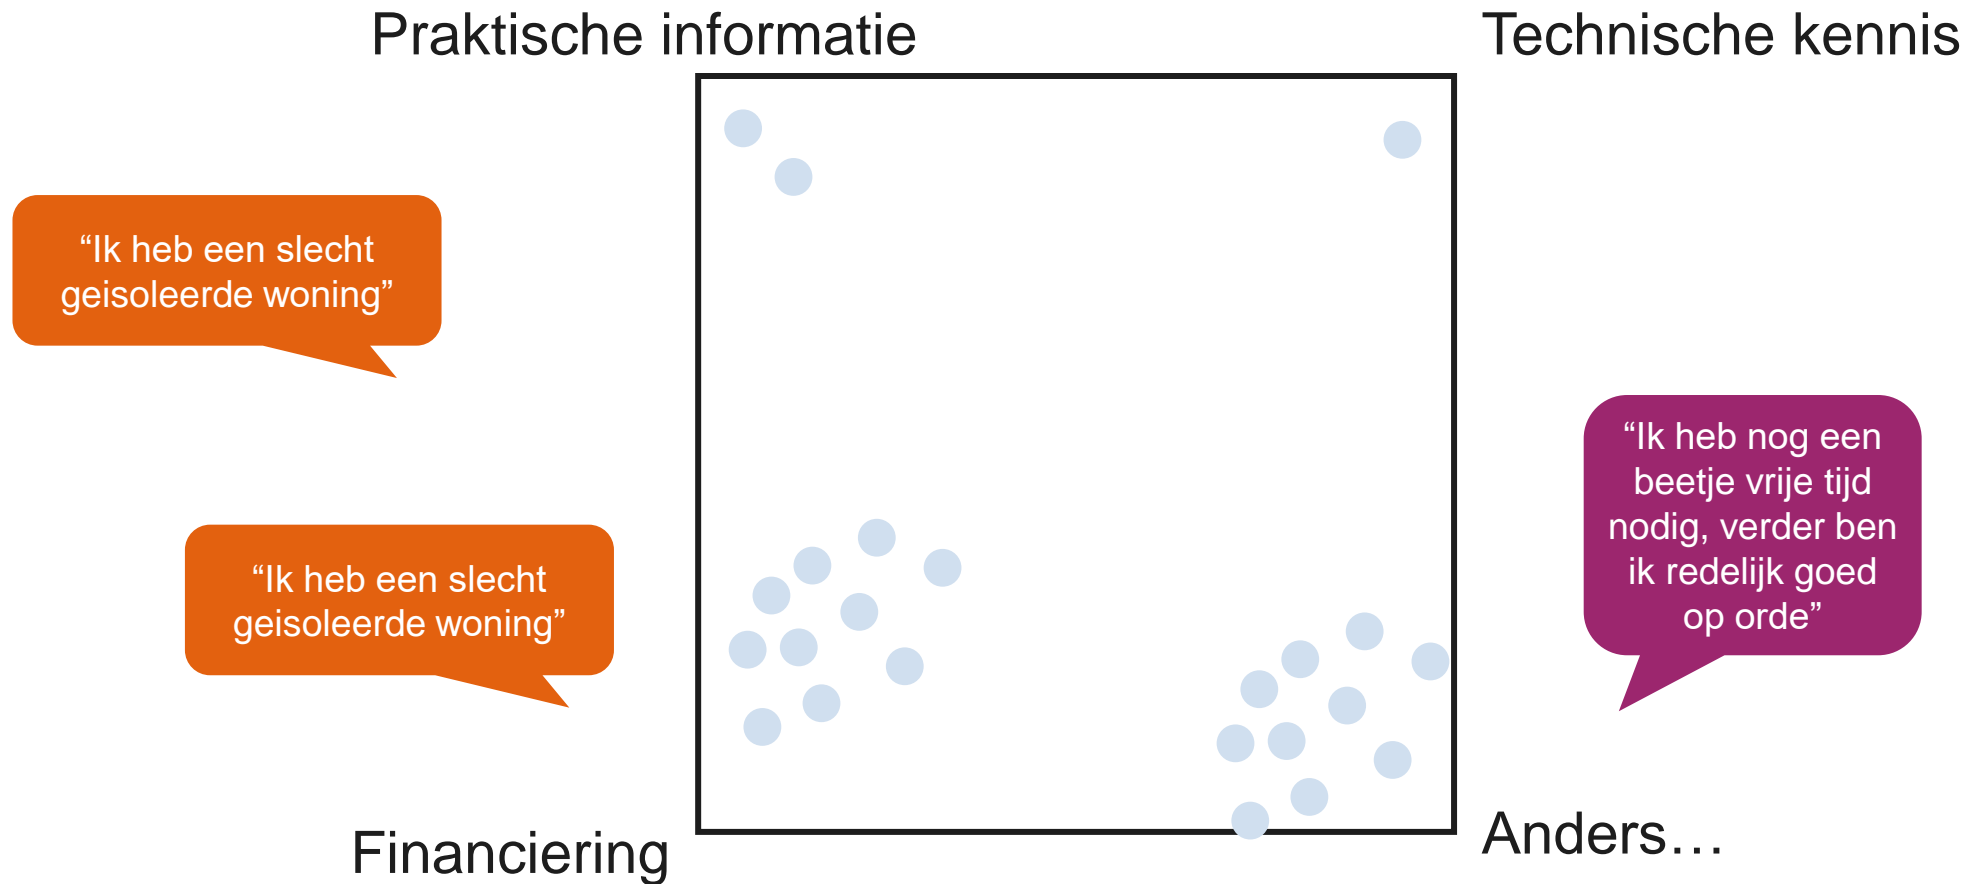 Praktische informatie
Technische kennis
“Ik heb een slecht
geisoleerde woning”
“Ik heb nog een
beetje vrije tijd
nodig, verder ben
ik redelijk goed
op orde”
“Ik heb een slecht
geisoleerde woning”
Financiering
Anders…